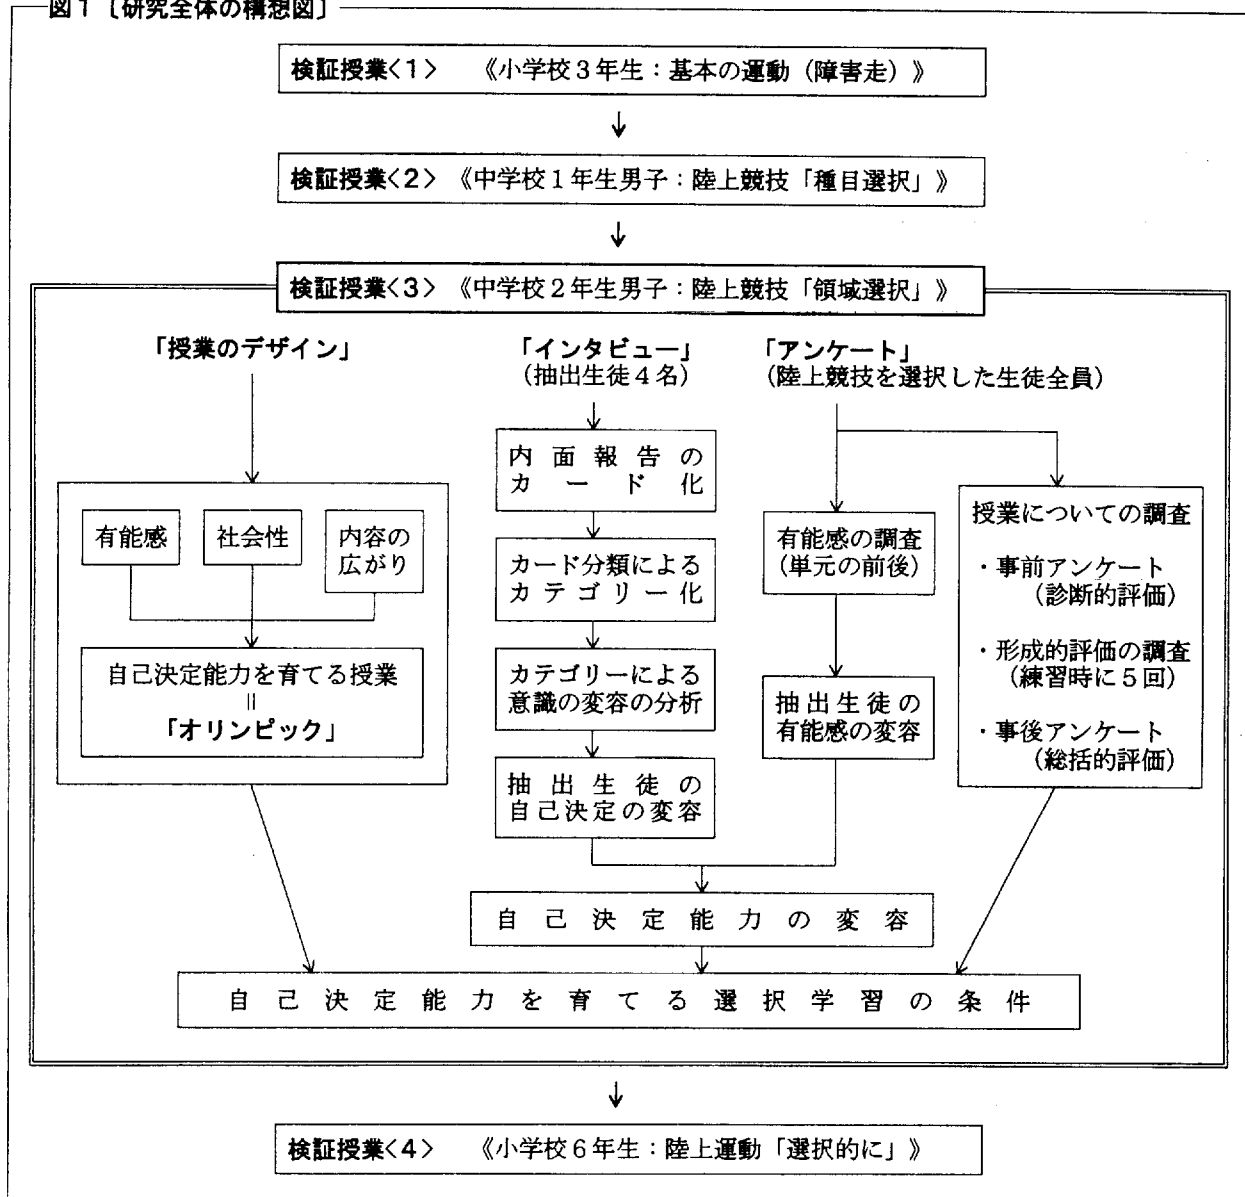 図1〔研究全体の構想図〕
検証授業<1> 《小学校3年生:基本の運動(障害走)》
↓
検証授業<2> 《中学校1年生男子:陸上競技「種目選択」》
↓
検証授業<3> 《中学校2年生男子:陸上競技「領域選択」》
「授業のデザイン」
有能感
社会性
内容の
広がり
自己決定能力を育てる授業
=
「オリンピック」
「インタビュー」
(抽出生徒4名)
内面報告の
カード化
カード分類による
カテゴリー化
カテゴリーによる
意識の変容の分析
抽出生徒の
自己決定の変容
「アンケート」
(陸上競技を選択した生徒全員)
有能感の調査
(単元の前後)
抽出生徒の
有能感の変容
授業についての調査
・事前アンケート
(診断的評価)
・形成的評価の調査
(練習時に5回)
・事後アンケート
(総括的評価)
自己決定能力の変容
自己決定能力を育てる選択学習の条件
↓
検証授業<4> 《小学校6年生:陸上運動「選択的に」》